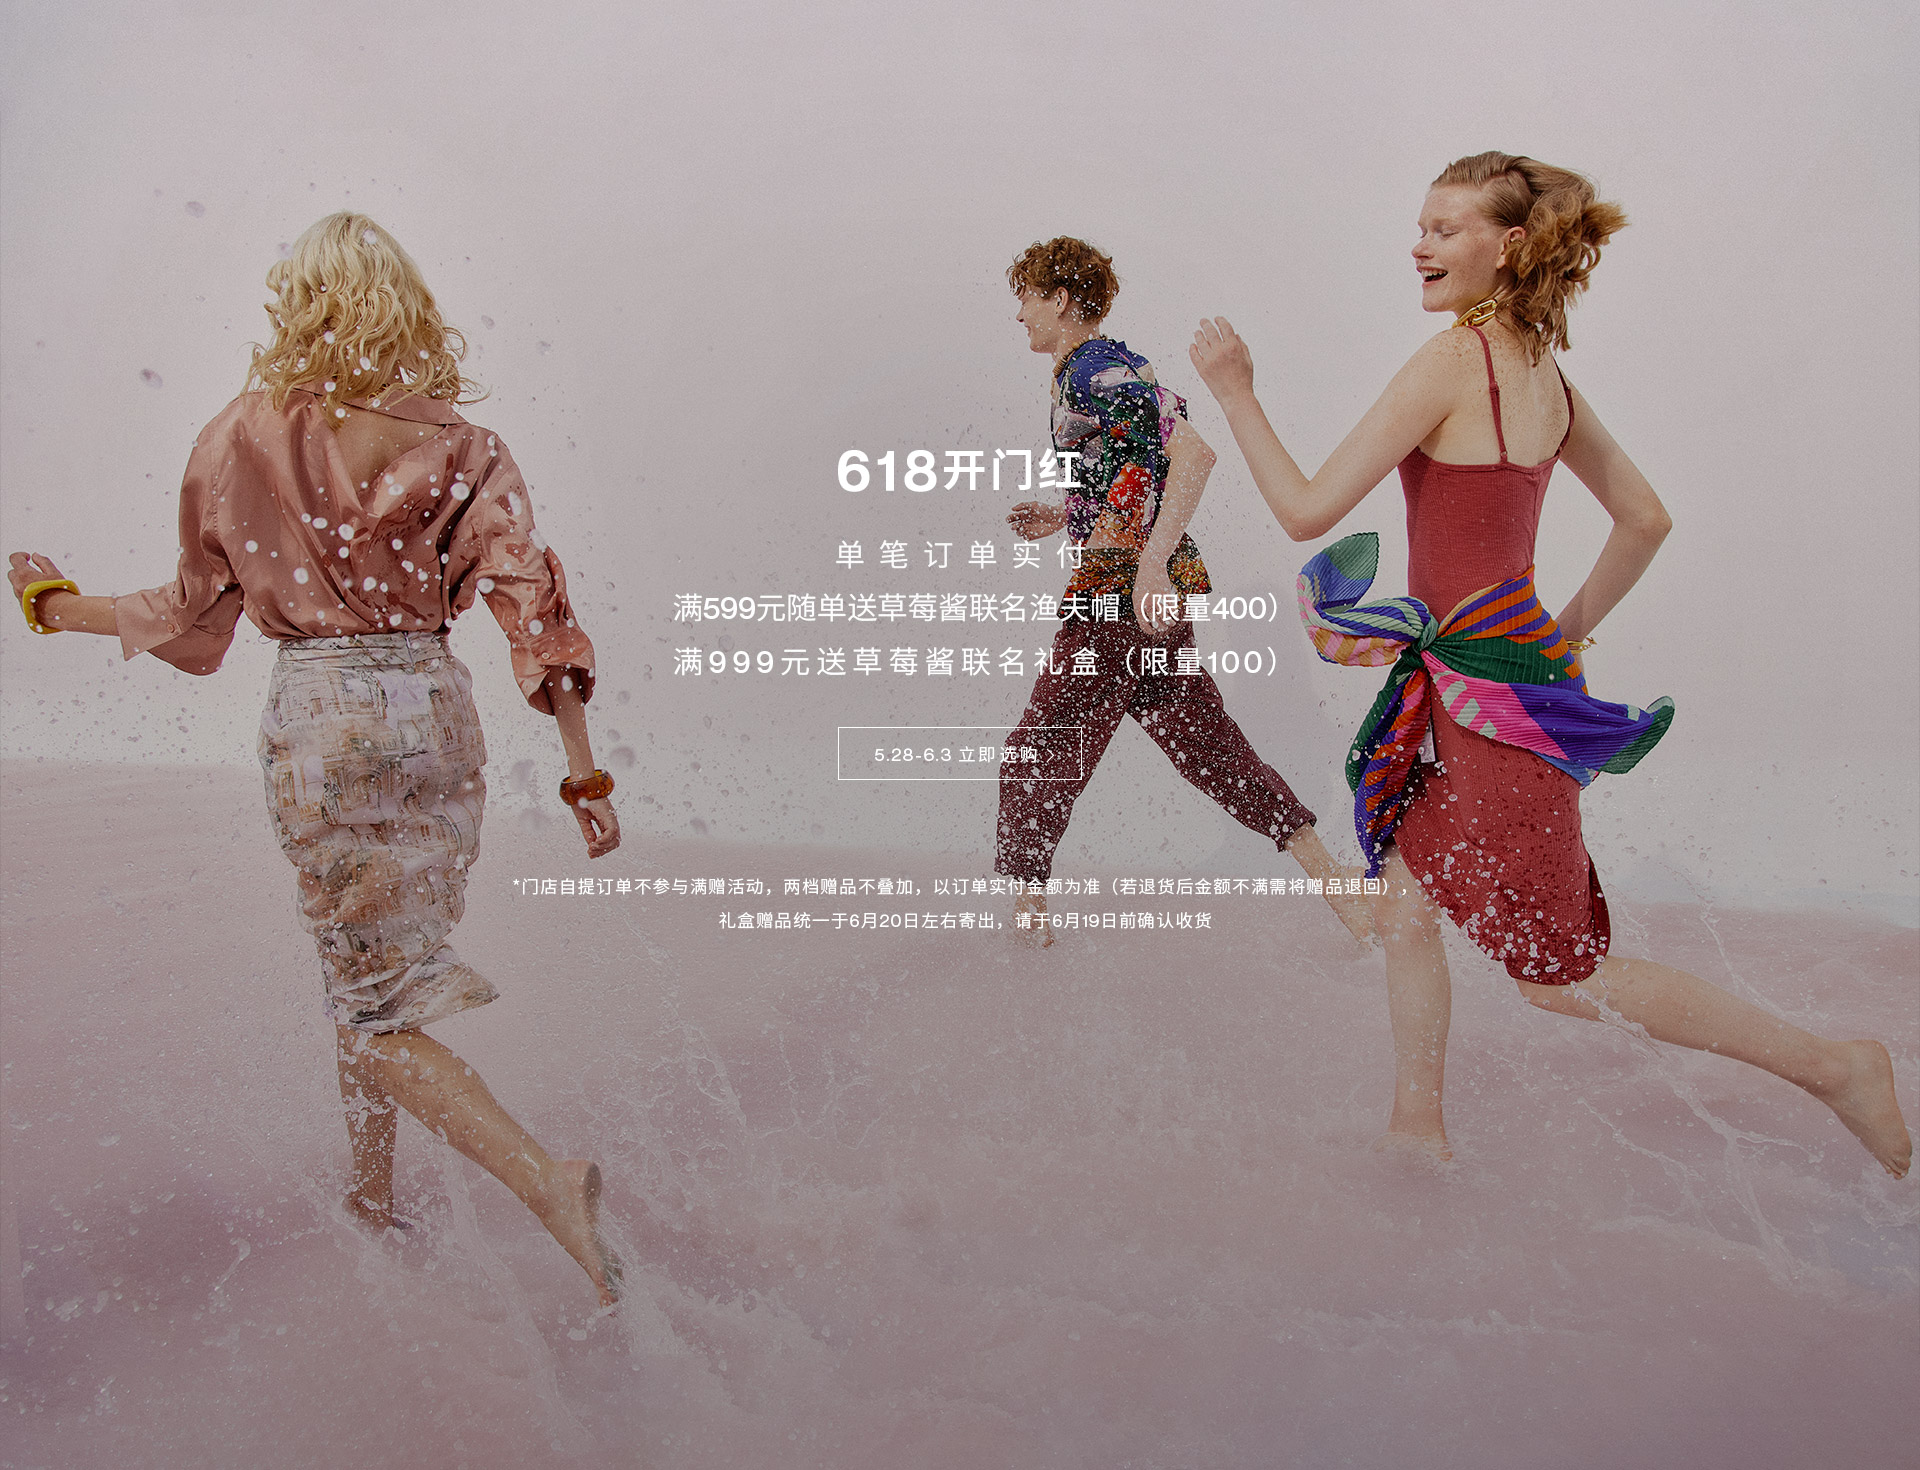 618开门红
单笔订单实付
满599元随单送草莓酱联名渔夫帽（限量400）
满999元送草莓酱联名礼盒（限量100）
5.28-6.3 立即选购 >
*门店自提订单不参与满赠活动，两档赠品不叠加，以订单实付金额为准（若退货后金额不满需将赠品退回），
礼盒赠品统一于6月20日左右寄出，请于6月19日前确认收货